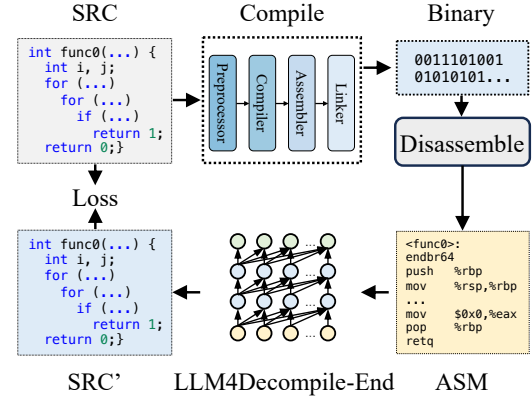 SRC
Compile
Binary
int func0(...) {
int i, j;
for (...)
for (...)
if (...)
return 1;
return 0;}
Preprocessor
Compiler
Assembler
Linker
0011101001
01010101...
Disassemble
Loss
int func0(...) {
int i, j;
for (...)
for (...)
if (...)
return 1;
return 0;}
...
...
...
...
<func0>:
endbr64
push %rbp
mov %rsp,%rbp
...
mov $0x0,%eax
pop %rbp
retq
SRC'
LLM4Decompile-End
ASM